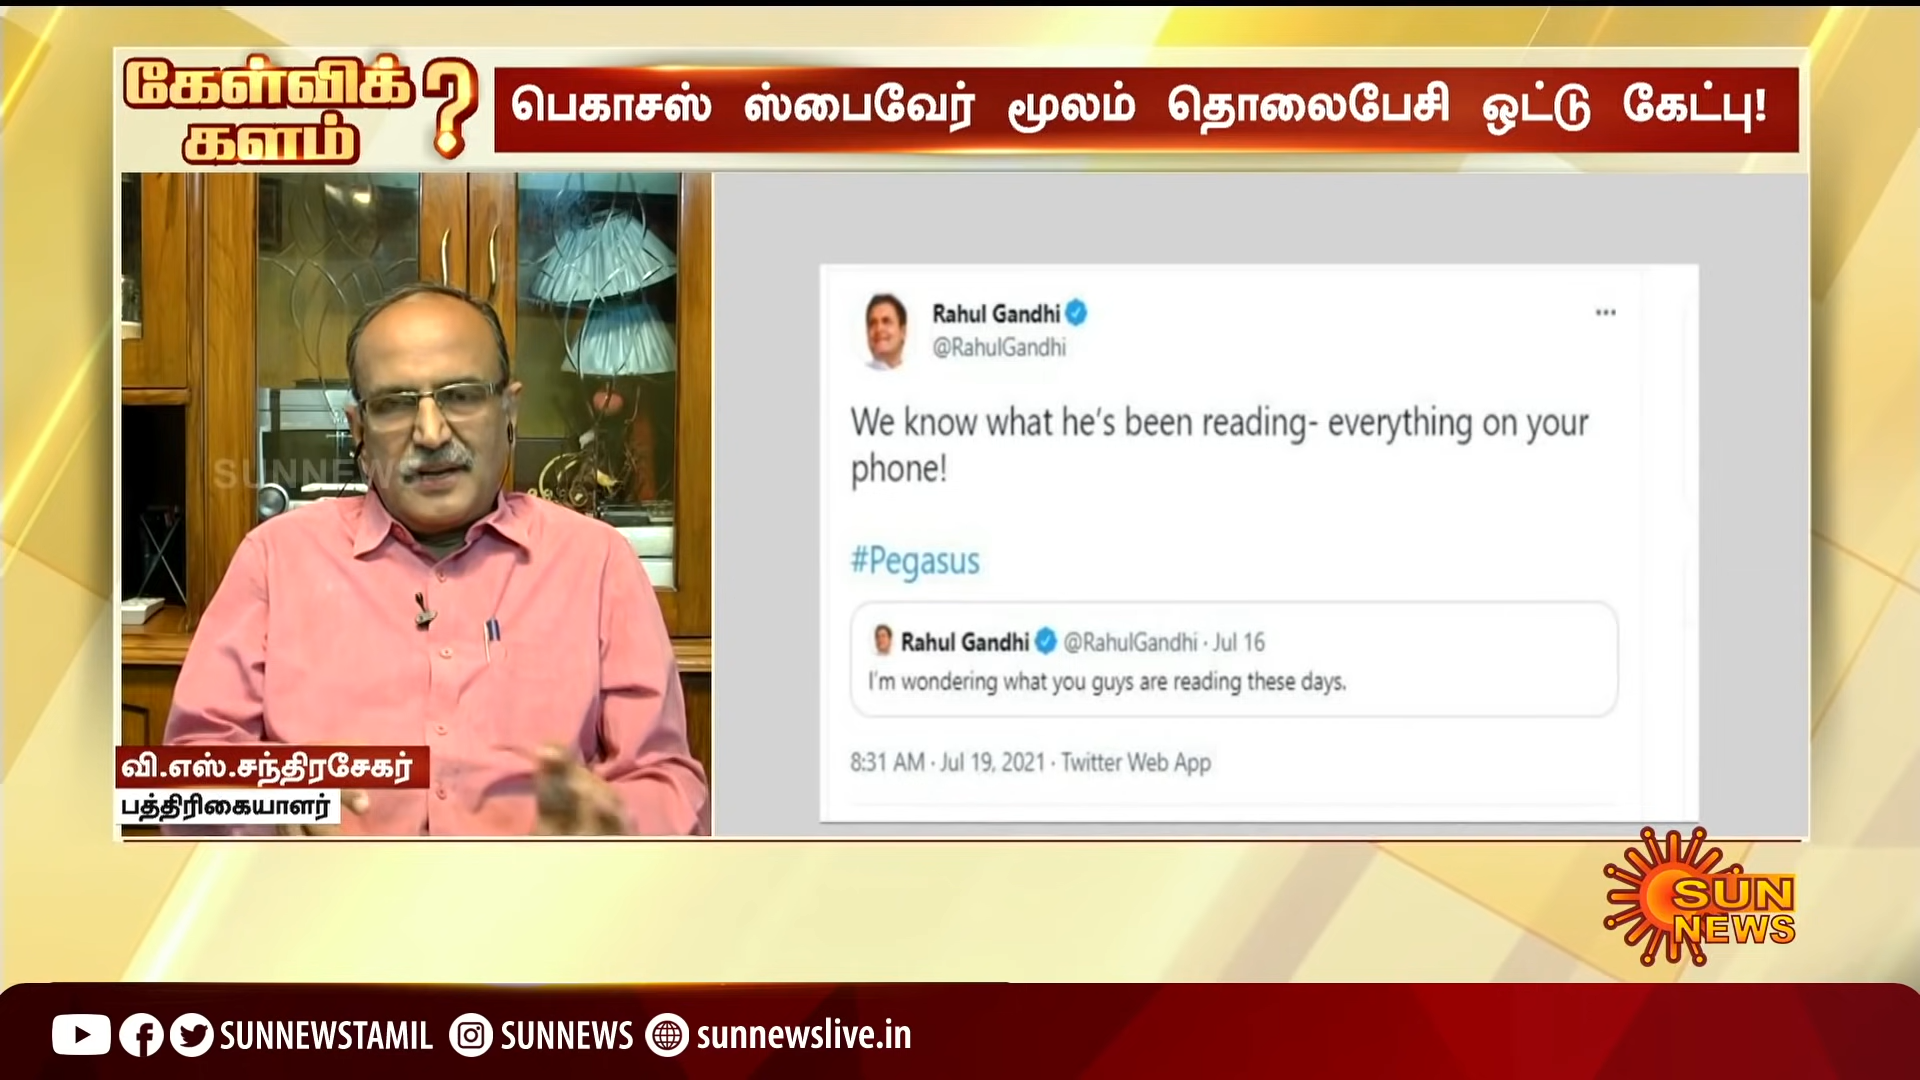 கேள்விக்
களம்
?
பெகாசஸ் ஸ்பைவேர் மூலம் தொலைபேசி ஒட்டு கேட்பு!
SUNNEWS
Rahul Gandhi
@RahulGandhi
We know what he's been reading- everything on your
phone!
#Pegasus
Rahul Gandhi @RahulGandhi · Jul 16
I'm wondering what you guys are reading these days.
8:31 AM · Jul 19, 2021 · Twitter Web App
வி.எஸ்.சந்திரசேகர்
பத்திரிகையாளர்
SUN
NEWS
SUNNEWSTAMIL SUNNEWS sunnewslive.in